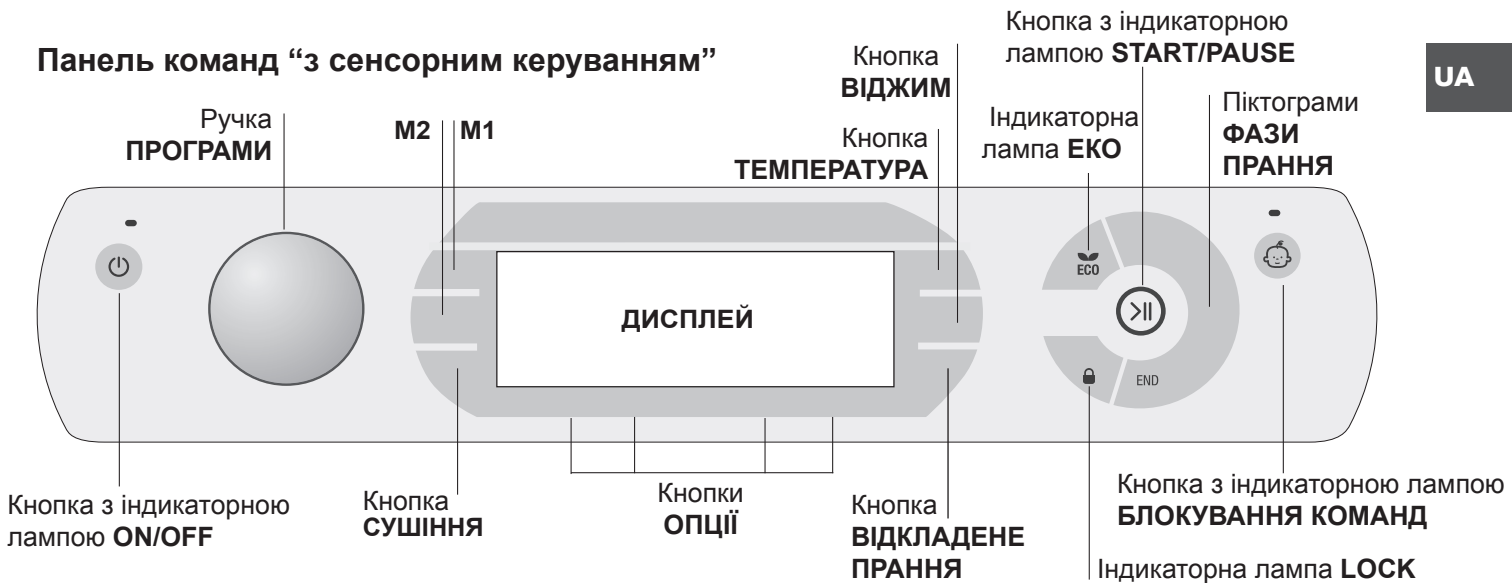 Панель команд “з сенсорним керуванням”
UA
Ручка
ПРОГРАМИ
M2
M1
Кнопка
ВІДЖИМ
Кнопка
ТЕМПЕРАТУРА
Кнопка з індикаторною
лампою START/PAUSE
Індикаторна
лампа ЕКО
Піктограми
ФАЗИ
ПРАННЯ
ECO
ДИСПЛЕЙ
END
Кнопка з індикаторною
лампою ON/OFF
Кнопка
СУШІННЯ
Кнопки
ОПЦІЇ
Кнопка
ВІДКЛАДЕНЕ
ПРАННЯ
Кнопка з індикаторною лампою
БЛОКУВАННЯ КОМАНД
Індикаторна лампа LOCK